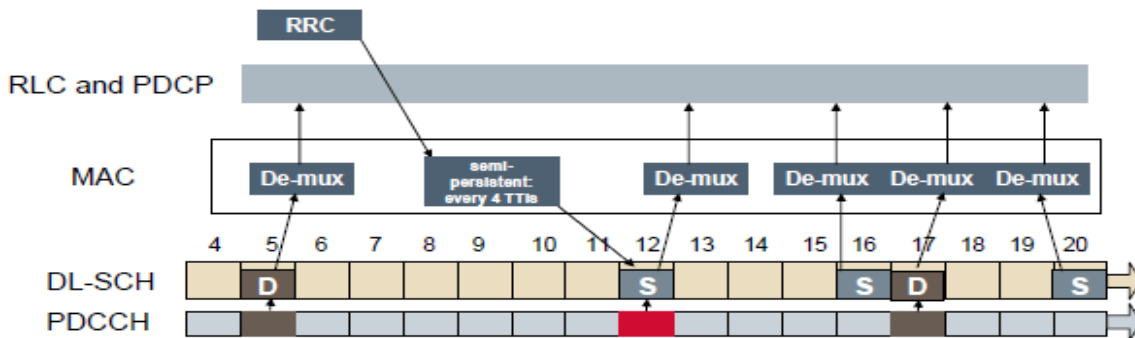 RRC
RLC and PDCP
MAC
De-mux
semi-
persistent:
every 4 TTIs
De-mux
De-mux
De-mux
De-mux
4 5 6 7 8 9 10 11 12 13 14 15 16 17 18 19 20
DL-SCH
D
S
S
D
S
PDCCH